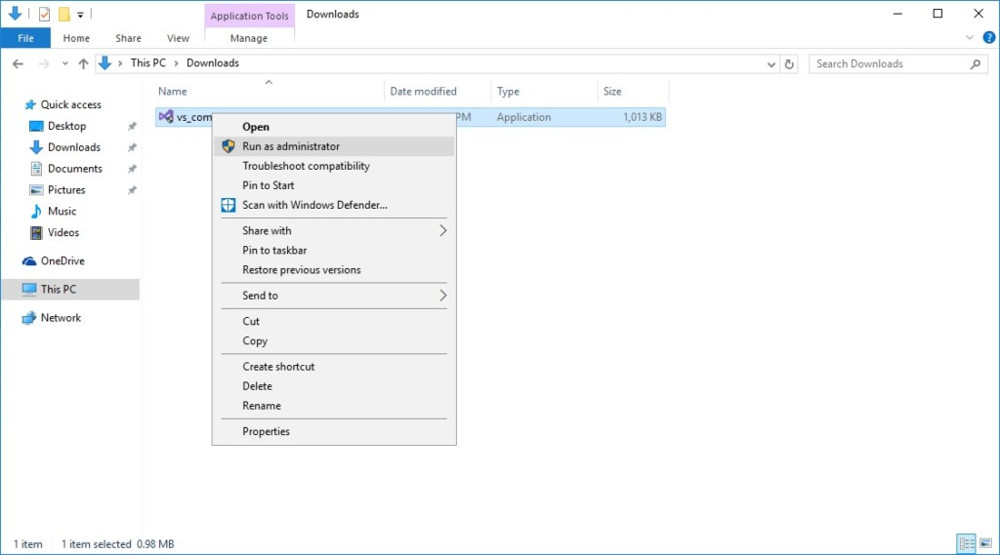 Application Tools
Downloads
File
Home
Share
View
Manage
This PC
Downloads
Search Downloads
Name
Date modified
Type
Size
Quick access
Desktop
Downloads
Documents
Pictures
Music
Videos
OneDrive
This PC
Network
vs_com
PM
Application
1,013 KB
Open
Run as administrator
Troubleshoot compatibility
Pin to Start
Scan with Windows Defender...
Share with
Pin to taskbar
Restore previous versions
Send to
Cut
Copy
Create shortcut
Delete
Rename
Properties
1 item
1 item selected 0.98 MB